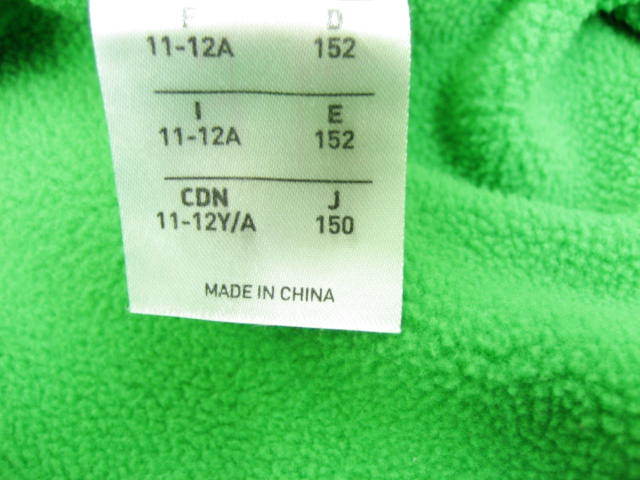 F D
11-12A 152
I E
11-12A 152
CDN J
11-12Y/A 150
MADE IN CHINA